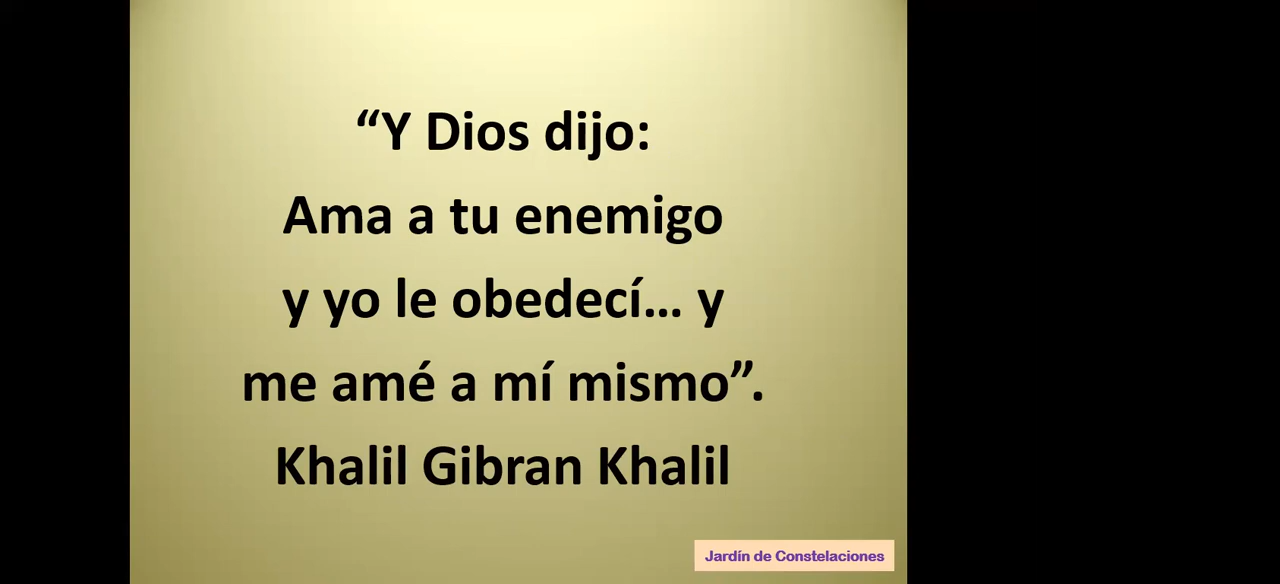 “Y Dios dijo:
Ama a tu enemigo
y yo le obedecí... y
me amé a mí mismo”.
Khalil Gibran Khalil
Jardín de Constelaciones